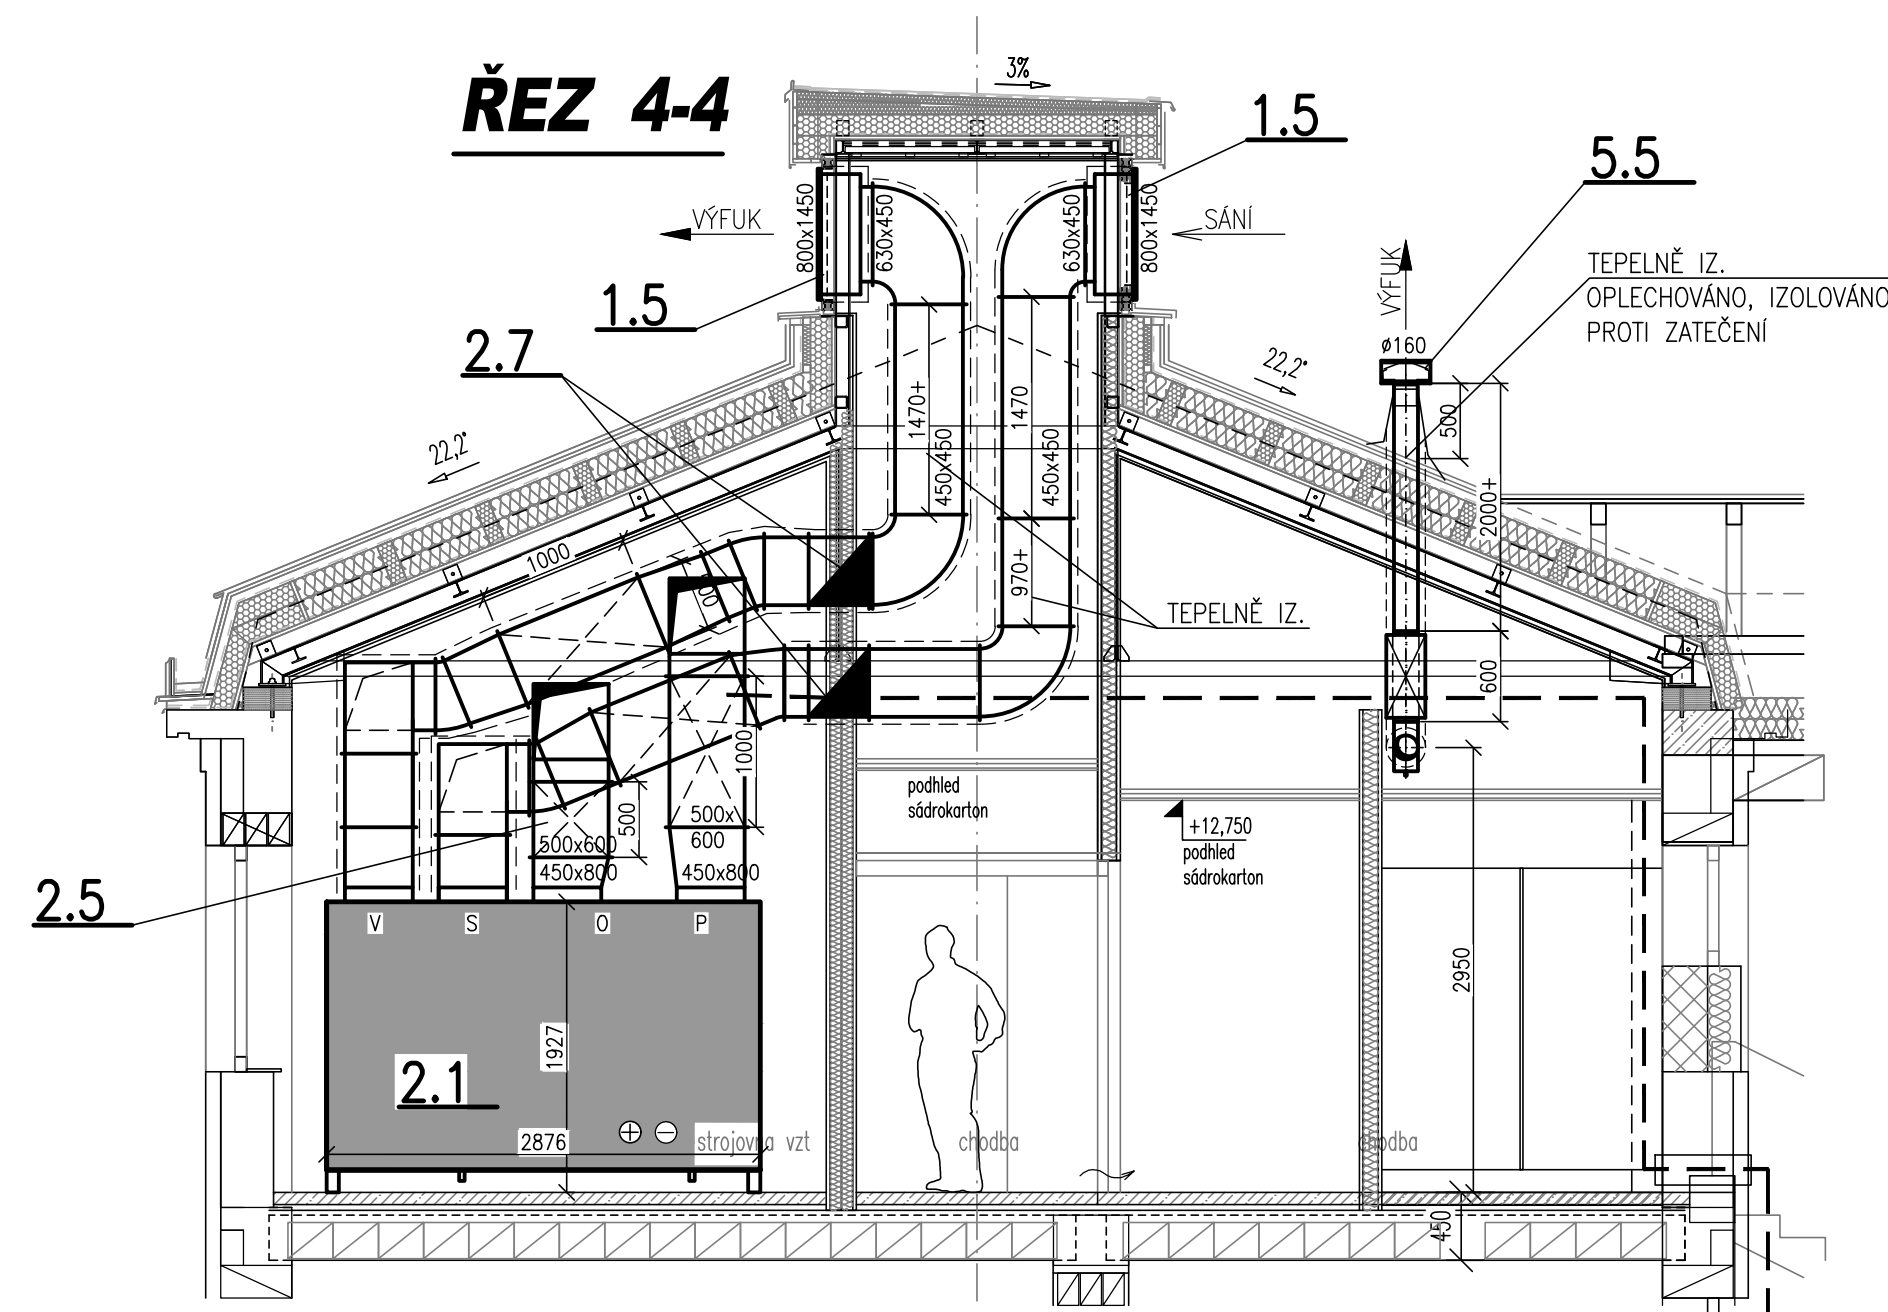 ŘEZ 4-4
3%
1.5
5.5
VÝFUK
800x1450
630x450
630x450
800x1450
SÁNÍ
VÝFUK
TEPELNĚ IZ.
OPLECHOVÁNO, IZOLOVÁNO
PROTI ZATEČENÍ
1.5
2.7
ø160
22,2°
22,2°
1470+
450x450
1470
450x450
500
2000+
1000
970+
TEPELNĚ IZ.
600
1000
500
500x
600
500x600
450x800
450x800
podhled
sádrokarton
+12,750
podhled
sádrokarton
2.5
V
S
O
P
2950
1927
2.1
2876
strojovna vzt
chodba
chodba
450